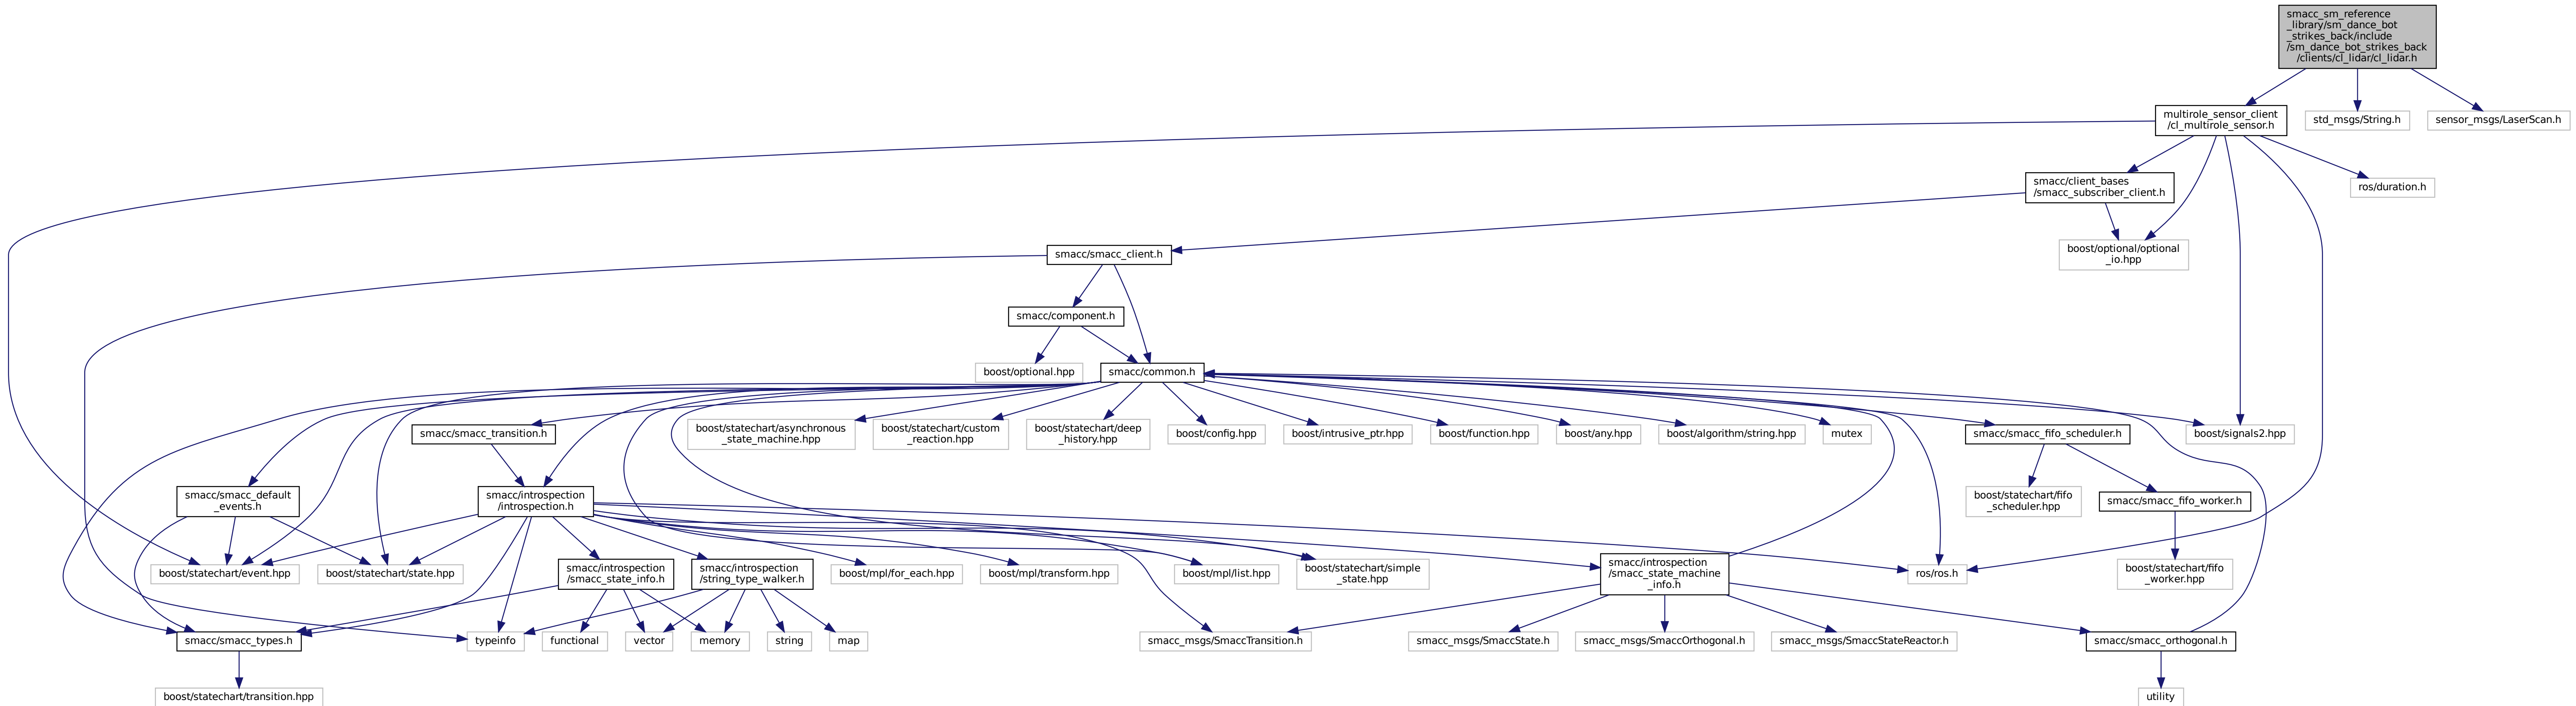 smacc_sm_reference
_library/sm_dance_bot
_strikes_back/include
/sm_dance_bot_strikes_back
/clients/cl_lidar/cl_lidar.h
multirole_sensor_client
/cl_multirole_sensor.h
std_msgs/String.h
sensor_msgs/LaserScan.h
smacc/client_bases
/smacc_subscriber_client.h
ros/duration.h
smacc/smacc_client.h
boost/optional/optional
_io.hpp
smacc/component.h
boost/optional.hpp
smacc/common.h
smacc/smacc_transition.h
boost/statechart/asynchronous
_state_machine.hpp
boost/statechart/custom
_reaction.hpp
boost/statechart/deep
_history.hpp
boost/config.hpp
boost/intrusive_ptr.hpp
boost/function.hpp
boost/any.hpp
boost/algorithm/string.hpp
mutex
smacc/smacc_fifo_scheduler.h
boost/signals2.hpp
smacc/smacc_default
_events.h
smacc/introspection
/introspection.h
boost/statechart/fifo
_scheduler.hpp
smacc/smacc_fifo_worker.h
boost/statechart/event.hpp
boost/statechart/state.hpp
smacc/introspection
/smacc_state_info.h
smacc/introspection
/string_type_walker.h
boost/mpl/for_each.hpp
boost/mpl/transform.hpp
boost/mpl/list.hpp
boost/statechart/simple
_state.hpp
smacc/introspection
/smacc_state_machine
_info.h
ros/ros.h
boost/statechart/fifo
_worker.hpp
smacc/smacc_types.h
typeinfo
functional
vector
memory
string
map
smacc_msgs/SmaccTransition.h
smacc_msgs/SmaccState.h
smacc_msgs/SmaccOrthogonal.h
smacc_msgs/SmaccStateReactor.h
smacc/smacc_orthogonal.h
boost/statechart/transition.hpp
utility